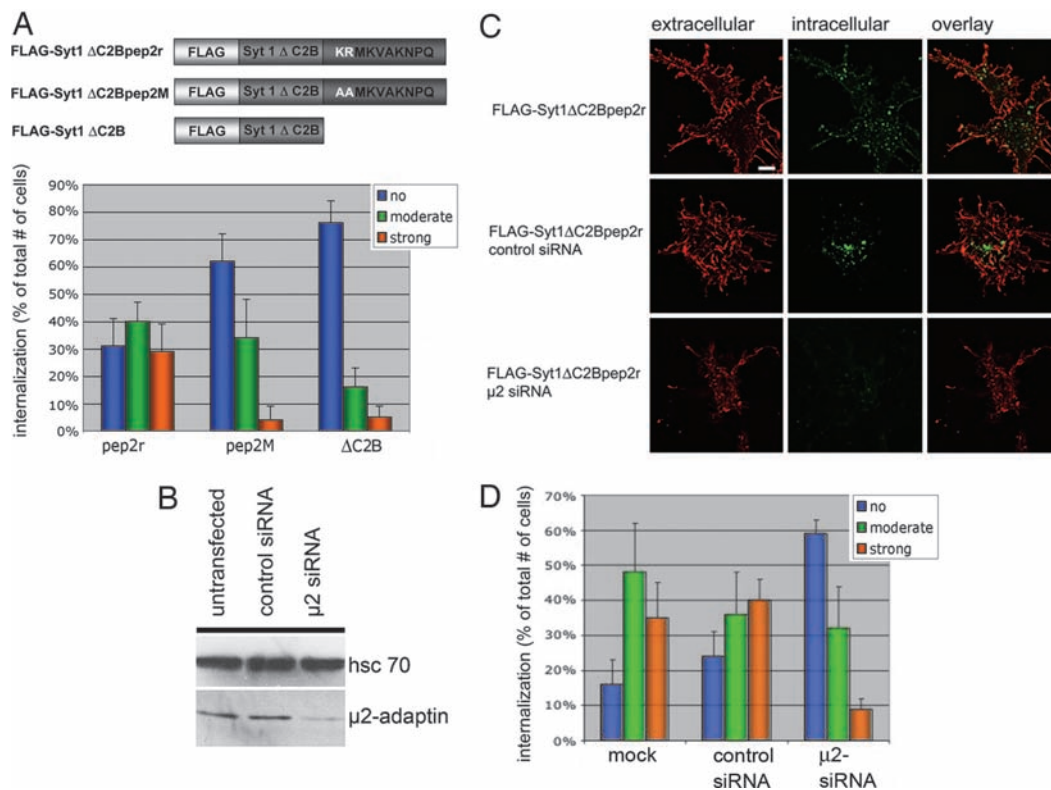 A
FLAG-Syt1 ΔC2Bpep2r
FLAG Syt 1 Δ C2B KRMKVAKNPQ
FLAG-Syt1 ΔC2Bpep2M
FLAG Syt 1 Δ C2B AAMKVAKNPQ
FLAG-Syt1 ΔC2B
FLAG Syt 1 Δ C2B
internalization (% of total # of cells)
90%
80%
70%
60%
50%
40%
30%
20%
10%
0%
no
moderate
strong
pep2r pep2M ΔC2B
B
untransfected
control siRNA
µ2 siRNA
hsc 70
µ2-adaptin
C
extracellular intracellular overlay
FLAG-Syt1ΔC2Bpep2r
FLAG-Syt1ΔC2Bpep2r
control siRNA
FLAG-Syt1ΔC2Bpep2r
µ2 siRNA
D
internalization (% of total # of cells)
70%
60%
50%
40%
30%
20%
10%
0%
no
moderate
strong
mock control µ2-
siRNA siRNA